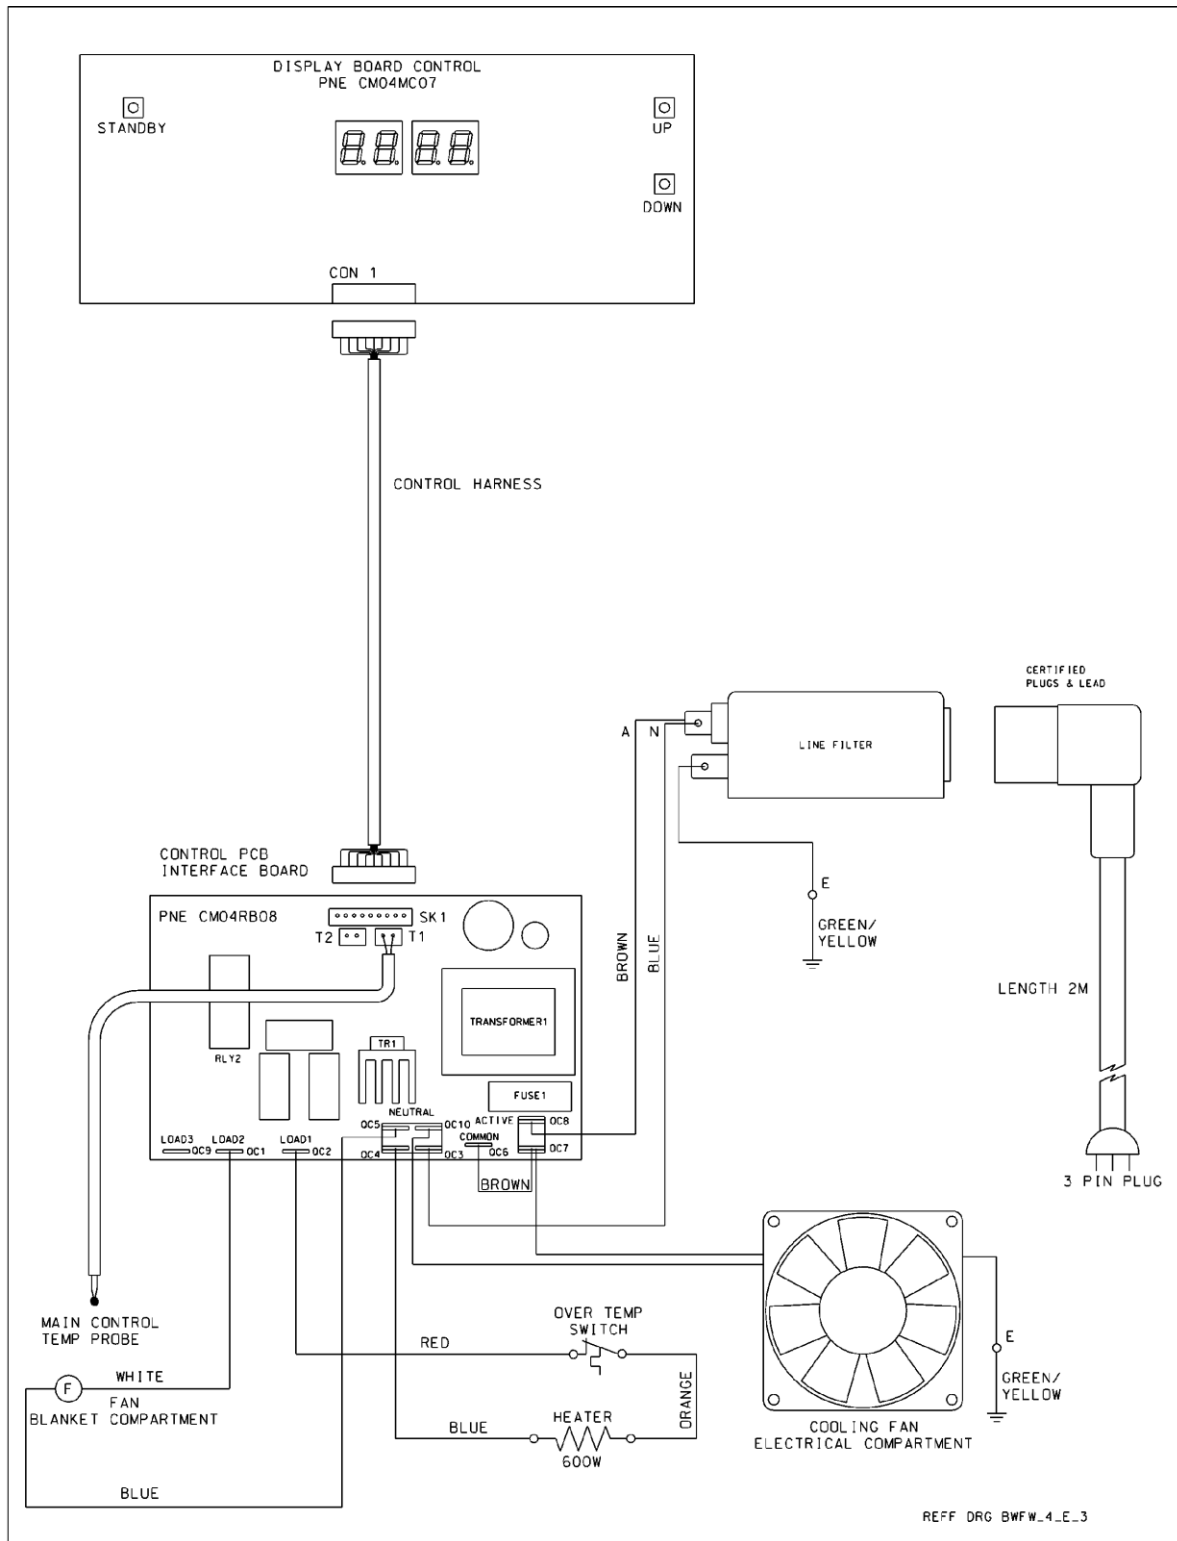 DISPLAY BOARD CONTROL
PNE CM04MC07
STANDBY
UP
DOWN
CON 1
CONTROL HARNESS
CERTIFIED
PLUGS & LEAD
A N
LINE FILTER
CONTROL PCB
INTERFACE BOARD
E
GREEN/
YELLOW
PNE CM04RB08
SK1
T2
T1
BROWN
BLUE
LENGTH 2M
TRANSFORMER1
RLY2
TR1
FUSE1
NEUTRAL
ACTIVE
OC8
OC5
OC10
COMMON
LOAD3
OC9
LOAD2
OC1
LOAD1
OC2
OC4
OC3
OC6
OC7
BROWN
3 PIN PLUG
MAIN CONTROL
TEMP PROBE
OVER TEMP
SWITCH
RED
E
GREEN/
YELLOW
WHITE
F
FAN
BLANKET COMPARTMENT
ORANGE
BLUE
HEATER
600W
COOLING FAN
ELECTRICAL COMPARTMENT
BLUE
REFF DRG BWFW_4_E_3